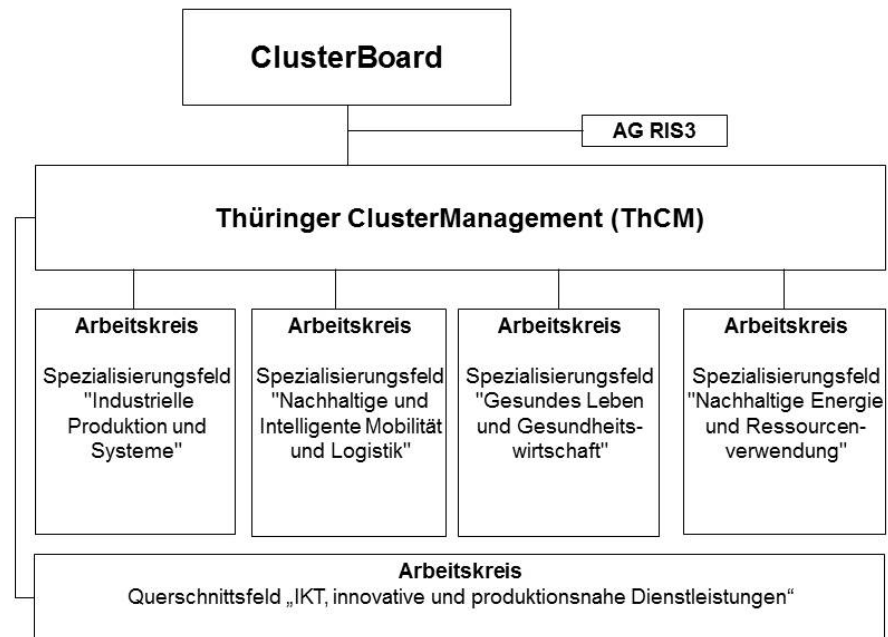 ClusterBoard
AG RIS3
Thüringer ClusterManagement (ThCM)
Arbeitskreis
Spezialisierungsfeld
"Industrielle
Produktion und
Systeme"
Arbeitskreis
Spezialisierungsfeld
"Nachhaltige und
Intelligente Mobilität
und Logistik"
Arbeitskreis
Spezialisierungsfeld
"Gesundes Leben
und Gesundheits-
wirtschaft"
Arbeitskreis
Spezialisierungsfeld
"Nachhaltige Energie
und Ressourcen-
verwendung"
Arbeitskreis
Querschnittsfeld „IKT, innovative und produktionsnahe Dienstleistungen“